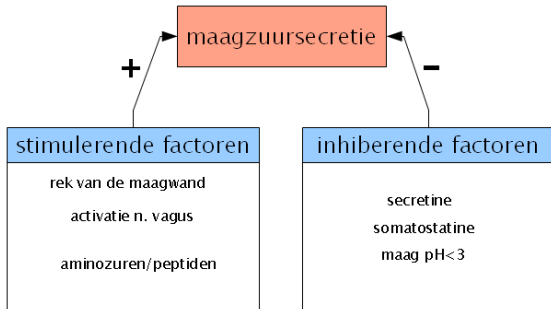 maagzuursecretie
+
-
stimulerende factoren
rek van de maagwand
activatie n. vagus
aminozuren/peptiden
inhiberende factoren
secretine
somatostatine
maag pH<3